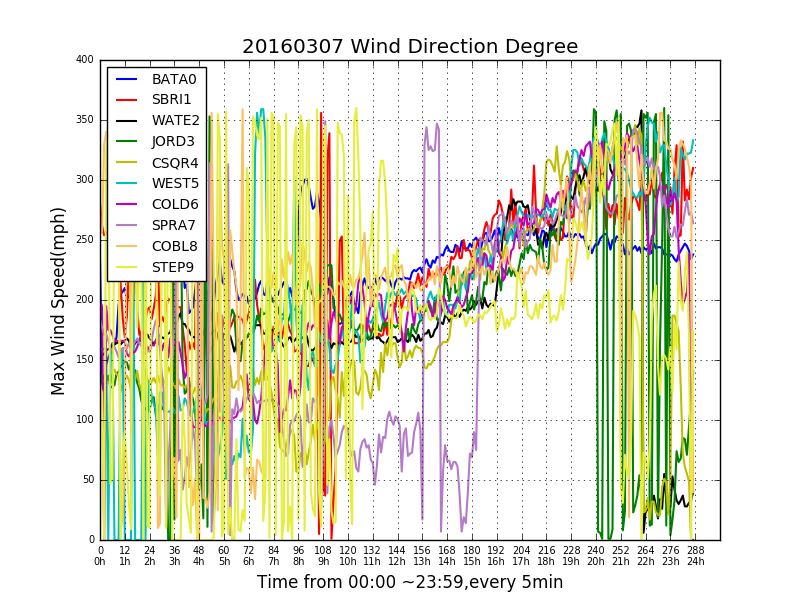 20160307 Wind Direction Degree
400
350
300
250
200
150
100
50
0
Max Wind Speed(mph)
BATA0
SBRI1
WATE2
JORD3
CSQR4
WEST5
COLD6
SPRA7
COBL8
STEP9
0 12 24 36 48 60 72 84 96 108 120 132 144 156 168 180 192 204 216 228 240 252 264 276 288
0h 1h 2h 3h 4h 5h 6h 7h 8h 9h 10h 11h 12h 13h 14h 15h 16h 17h 18h 19h 20h 21h 22h 23h 24h
Time from 00:00 ~23:59,every 5min